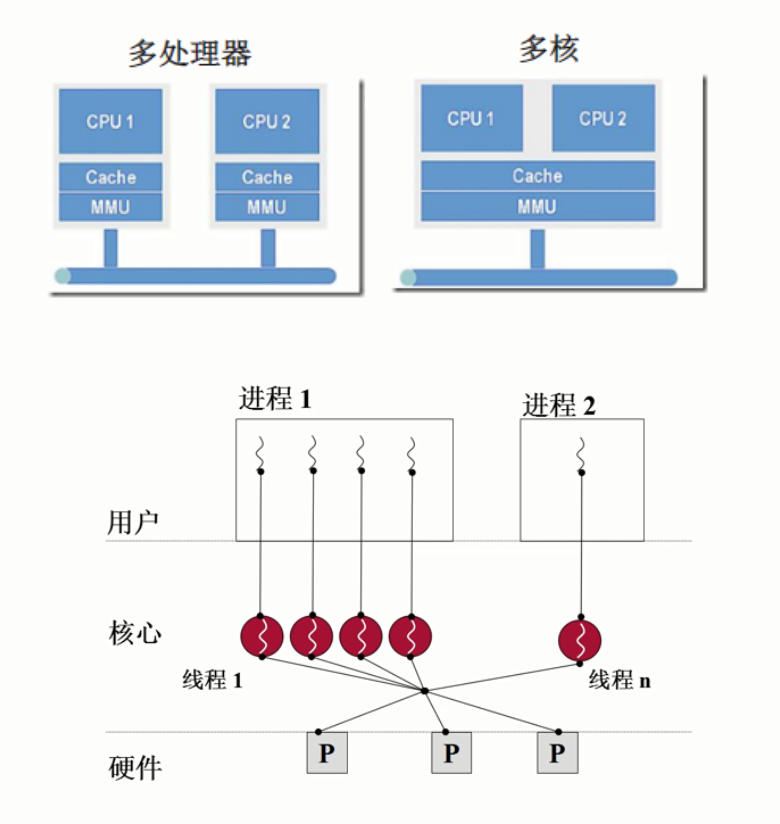 多处理器
多核
CPU 1
CPU 2
CPU 1
CPU 2
Cache
Cache
Cache
MMU
MMU
MMU
进程 1
进程 2
用户
核心
线程 1
线程 n
P
P
P
硬件